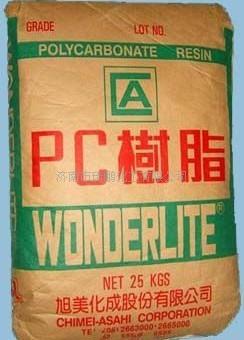 GRADE LOT NO.
POLYCARBONATE RESIN
CA
PC樹脂
WONDERLITE®
NET 25 KGS
旭美化成股份有限公司
CHIMEI-ASAHI CORPORATION
WONDERLITE